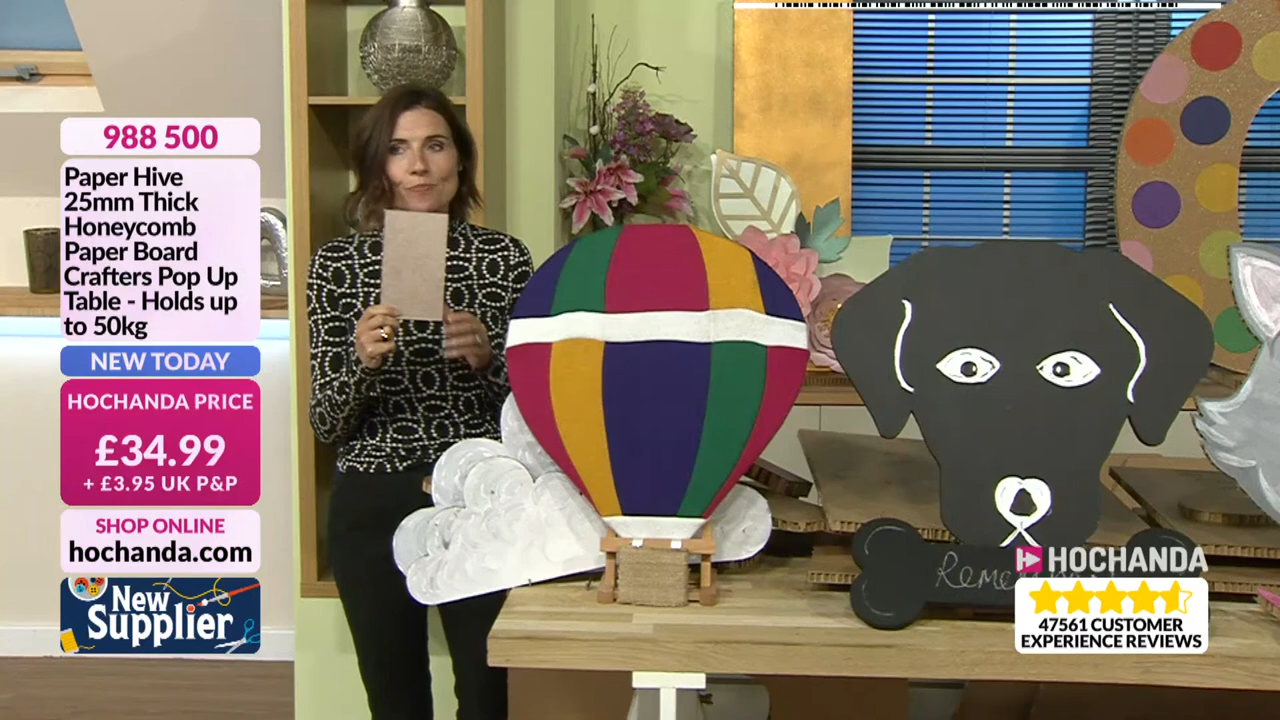 988 500
Paper Hive
25mm Thick
Honeycomb
Paper Board
Crafters Pop Up
Table - Holds up
to 50kg
NEW TODAY
HOCHANDA PRICE
£34.99
+ £3.95 UK P&P
SHOP ONLINE
hochanda.com
New
Supplier
HOCHANDA
47561 CUSTOMER
EXPERIENCE REVIEWS